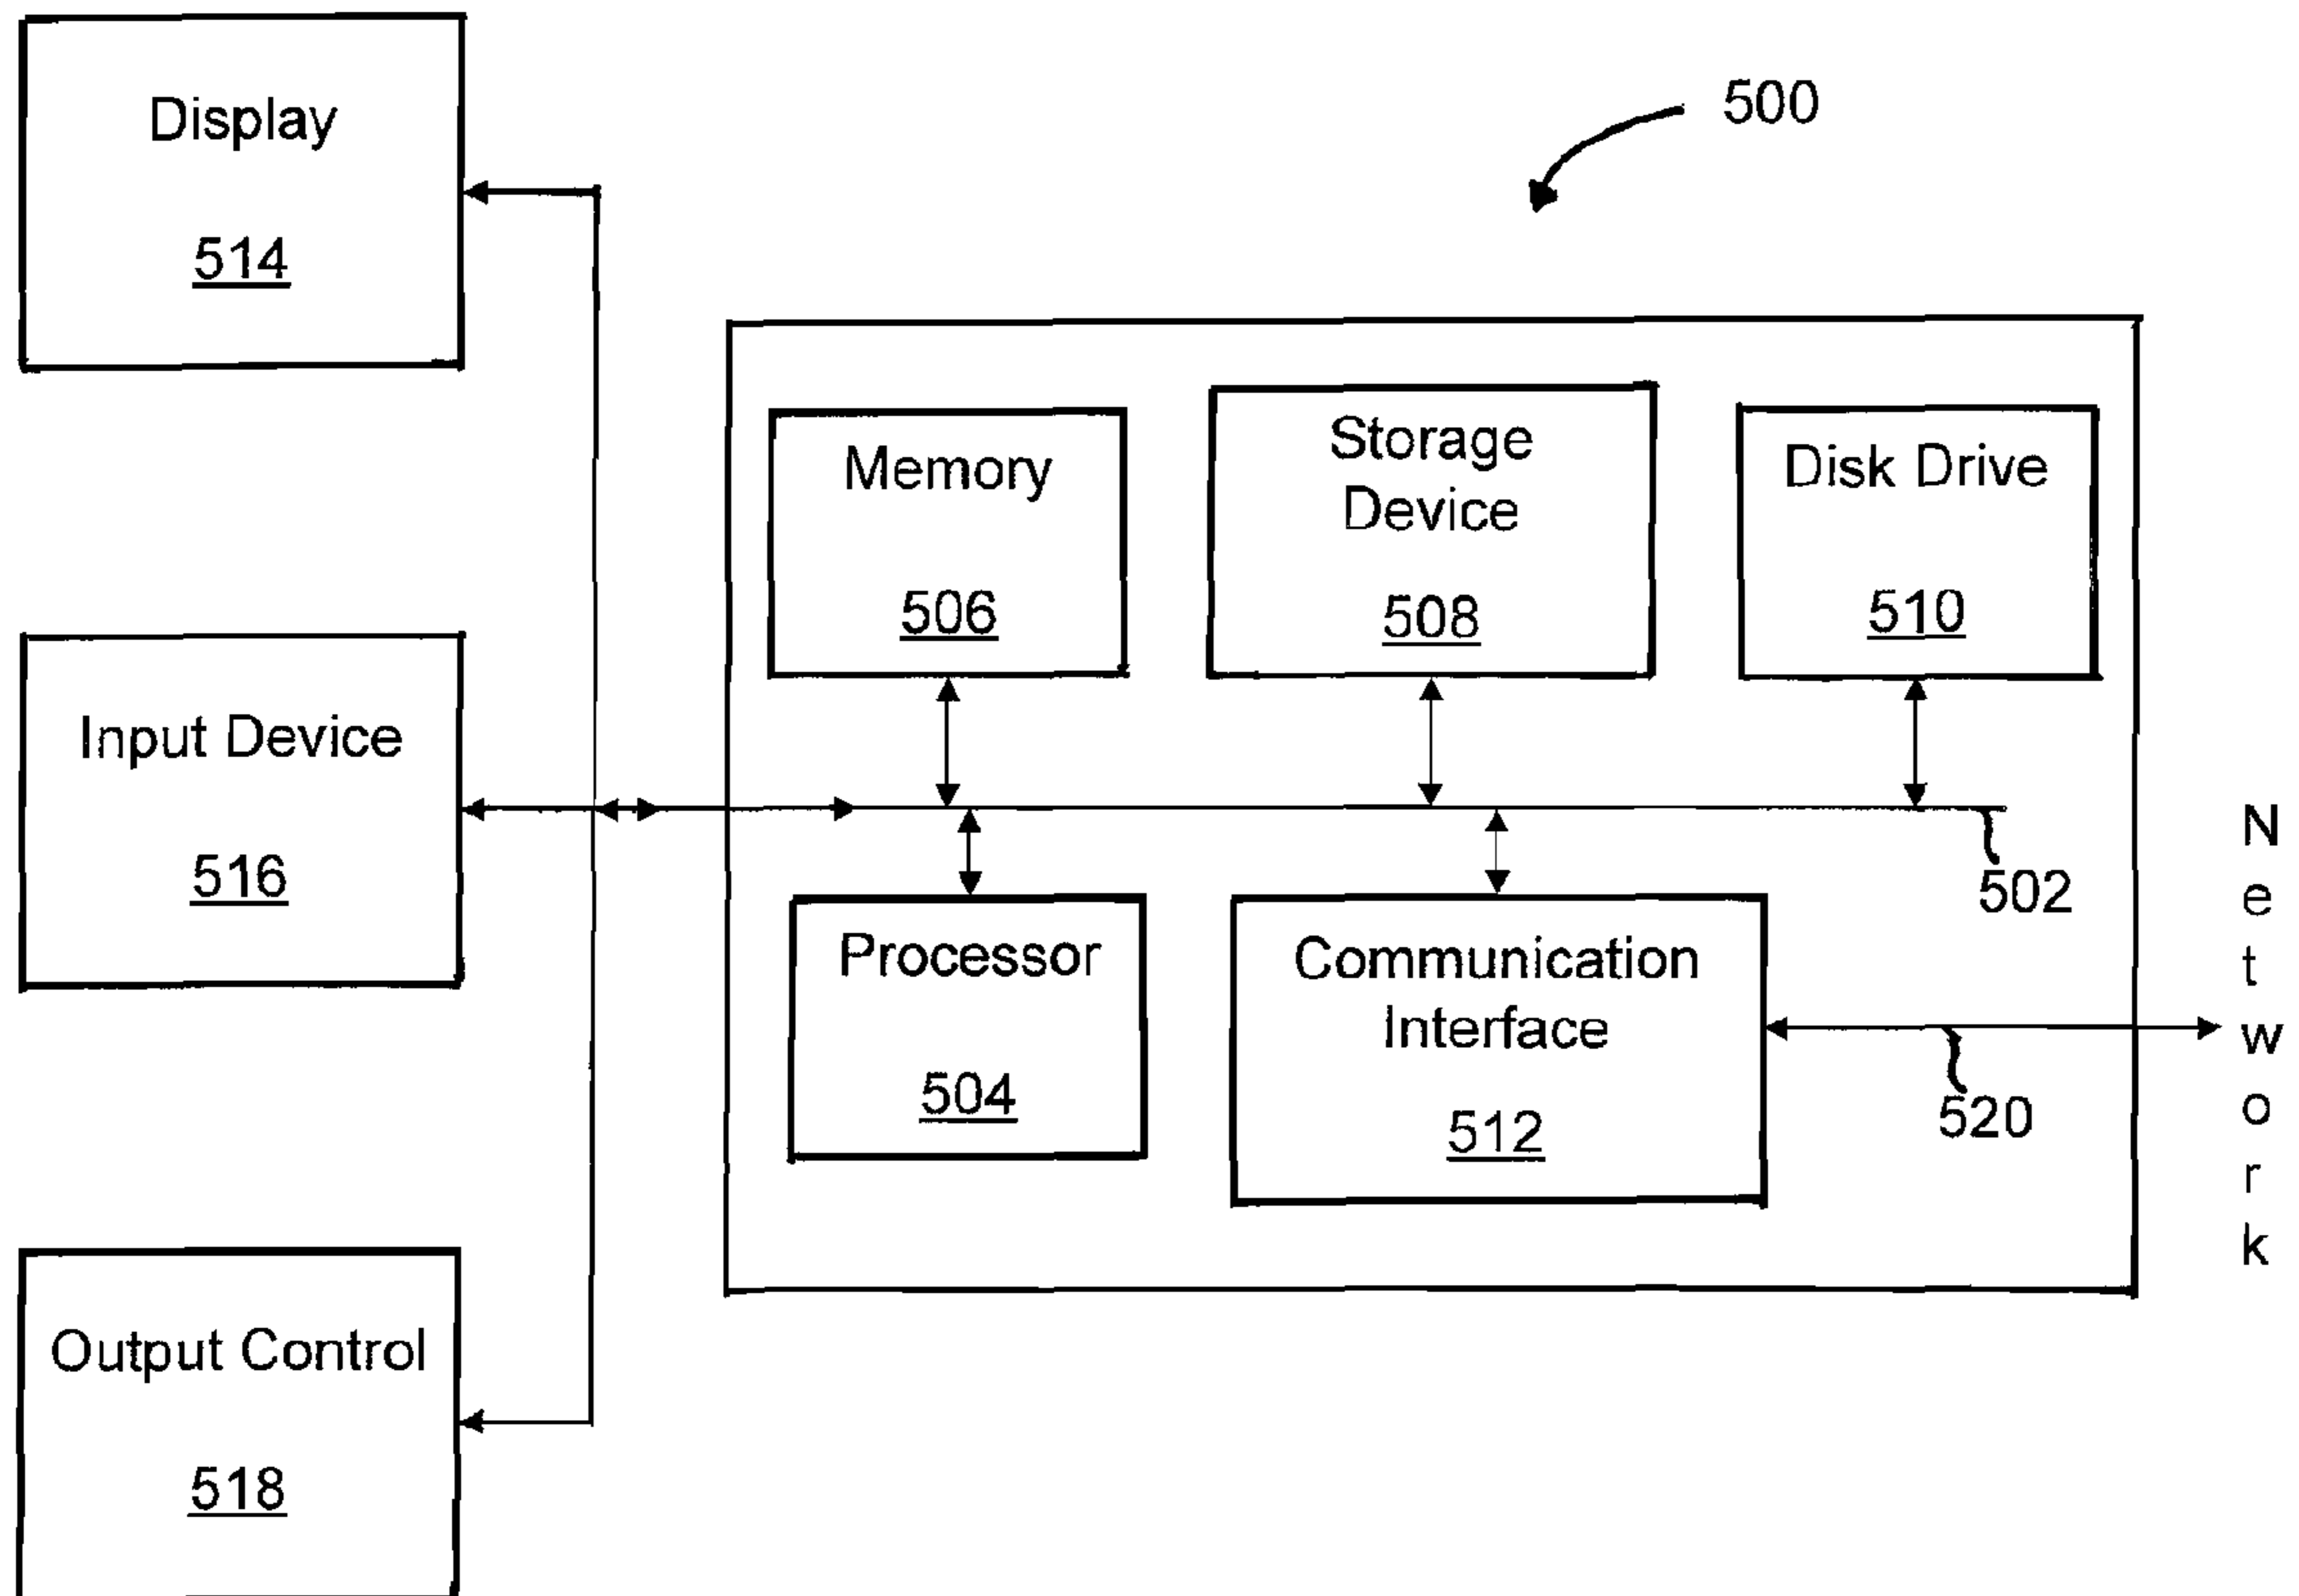 Display
514
500
Memory
506
Storage
Device
508
Disk Drive
510
Input Device
516
502
Processor
504
Communication
Interface
512
520
Network
Output Control
518